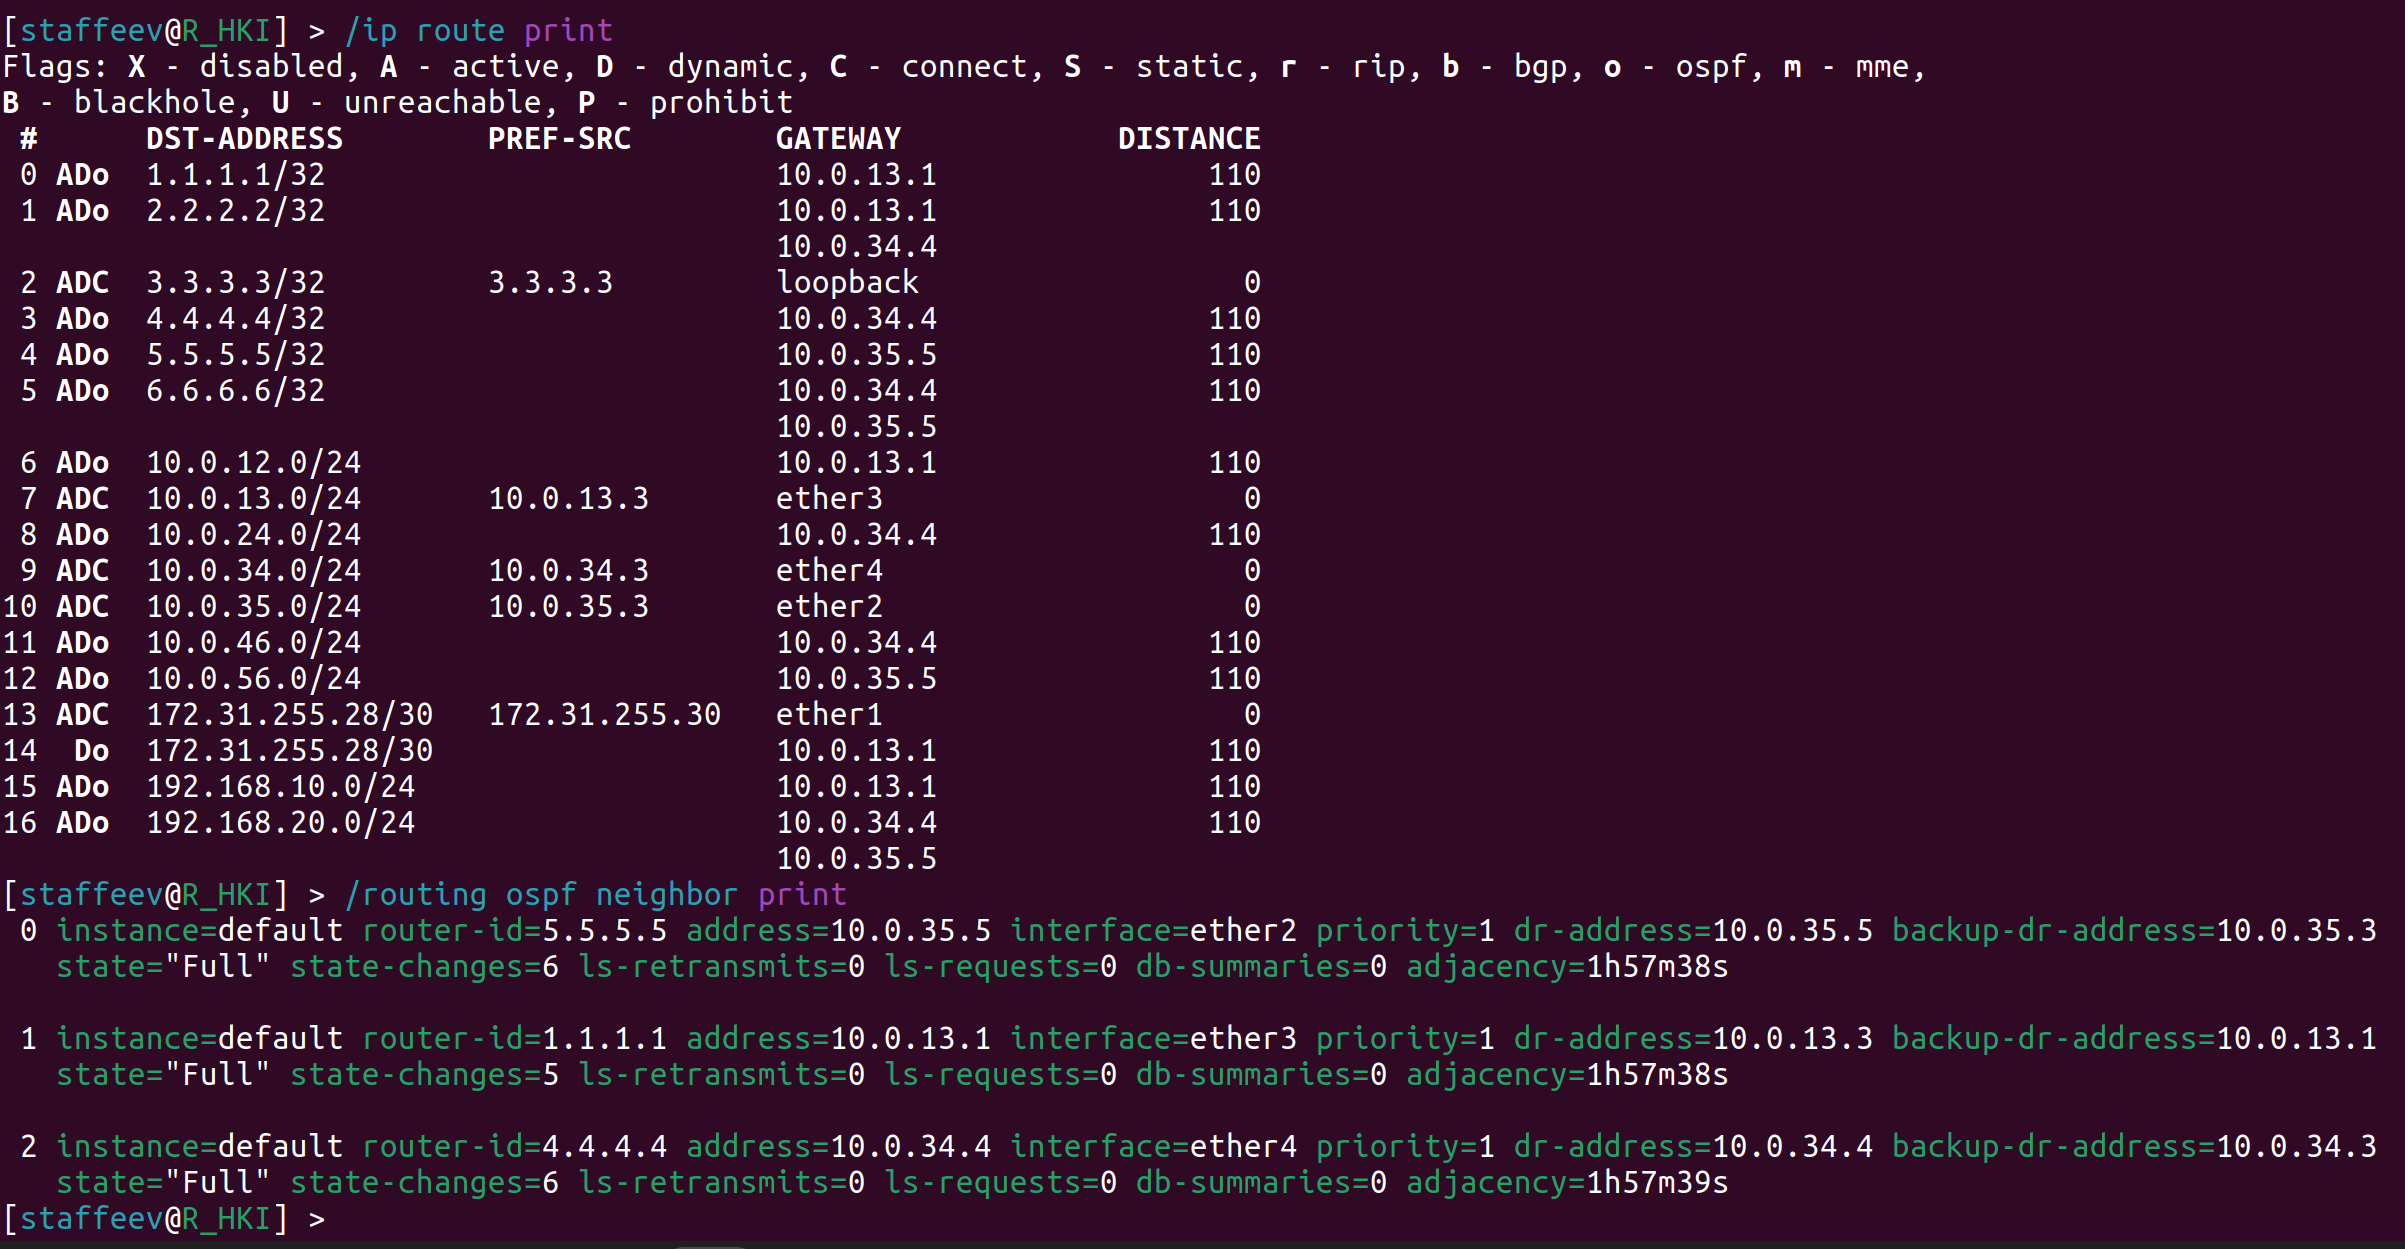 [staffeev@R_HKI] > /ip route print
Flags: X - disabled, A - active, D - dynamic, C - connect, S - static, r - rip, b - bgp, o - ospf, m - mme,
B - blackhole, U - unreachable, P - prohibit
 #      DST-ADDRESS        PREF-SRC        GATEWAY            DISTANCE
 0 ADo  1.1.1.1/32                         10.0.13.1               110
 1 ADo  2.2.2.2/32                         10.0.13.1               110
                                           10.0.34.4
 2 ADC  3.3.3.3/32         3.3.3.3         loopback                  0
 3 ADo  4.4.4.4/32                         10.0.34.4               110
 4 ADo  5.5.5.5/32                         10.0.35.5               110
 5 ADo  6.6.6.6/32                         10.0.34.4               110
                                           10.0.35.5
 6 ADo  10.0.12.0/24                       10.0.13.1               110
 7 ADC  10.0.13.0/24       10.0.13.3       ether3                    0
 8 ADo  10.0.24.0/24                       10.0.34.4               110
 9 ADC  10.0.34.0/24       10.0.34.3       ether4                    0
10 ADC  10.0.35.0/24       10.0.35.3       ether2                    0
11 ADo  10.0.46.0/24                       10.0.34.4               110
12 ADo  10.0.56.0/24                       10.0.35.5               110
13 ADC  172.31.255.28/30   172.31.255.30   ether1                    0
14  Do  172.31.255.28/30                   10.0.13.1               110
15 ADo  192.168.10.0/24                    10.0.13.1               110
16 ADo  192.168.20.0/24                    10.0.34.4               110
                                           10.0.35.5
[staffeev@R_HKI] > /routing ospf neighbor print
 0 instance=default router-id=5.5.5.5 address=10.0.35.5 interface=ether2 priority=1 dr-address=10.0.35.5 backup-dr-address=10.0.35.3
   state="Full" state-changes=6 ls-retransmits=0 ls-requests=0 db-summaries=0 adjacency=1h57m38s
 1 instance=default router-id=1.1.1.1 address=10.0.13.1 interface=ether3 priority=1 dr-address=10.0.13.3 backup-dr-address=10.0.13.1
   state="Full" state-changes=5 ls-retransmits=0 ls-requests=0 db-summaries=0 adjacency=1h57m38s
 2 instance=default router-id=4.4.4.4 address=10.0.34.4 interface=ether4 priority=1 dr-address=10.0.34.4 backup-dr-address=10.0.34.3
   state="Full" state-changes=6 ls-retransmits=0 ls-requests=0 db-summaries=0 adjacency=1h57m39s
[staffeev@R_HKI] >